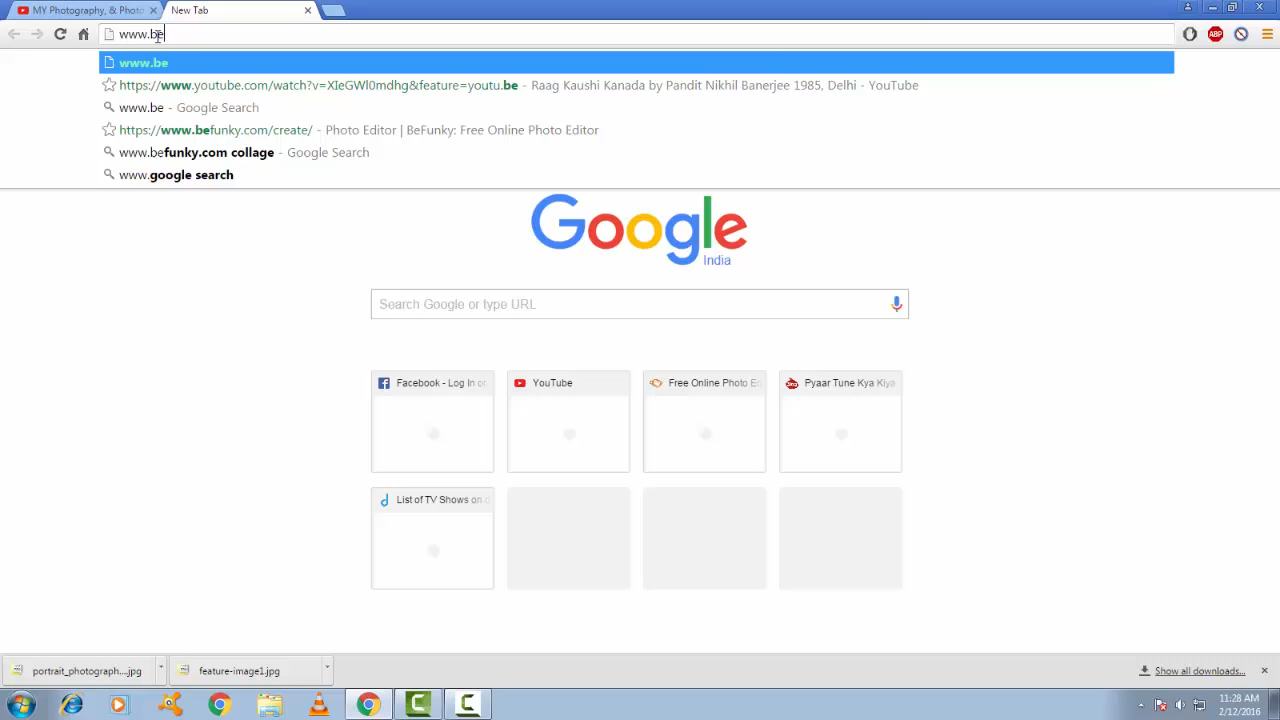 MY Photography, & Photo
New Tab
www.be
ABP
www.be
https://www.youtube.com/watch?v=XIeGWl0mdhg&feature=youtu.be - Raag Kaushi Kanada by Pandit Nikhil Banerjee 1985, Delhi - YouTube
www.be - Google Search
https://www.befunky.com/create/ - Photo Editor | BeFunky: Free Online Photo Editor
www.befunky.com collage - Google Search
www.google search
Google
India
Search Google or type URL
Facebook - Log In or
YouTube
Free Online Photo Ed
Pyaar Tune Kya Kiya
List of TV Shows on d
portrait_photograph....jpg
feature-image1.jpg
Show all downloads...
11:28 AM
2/12/2016